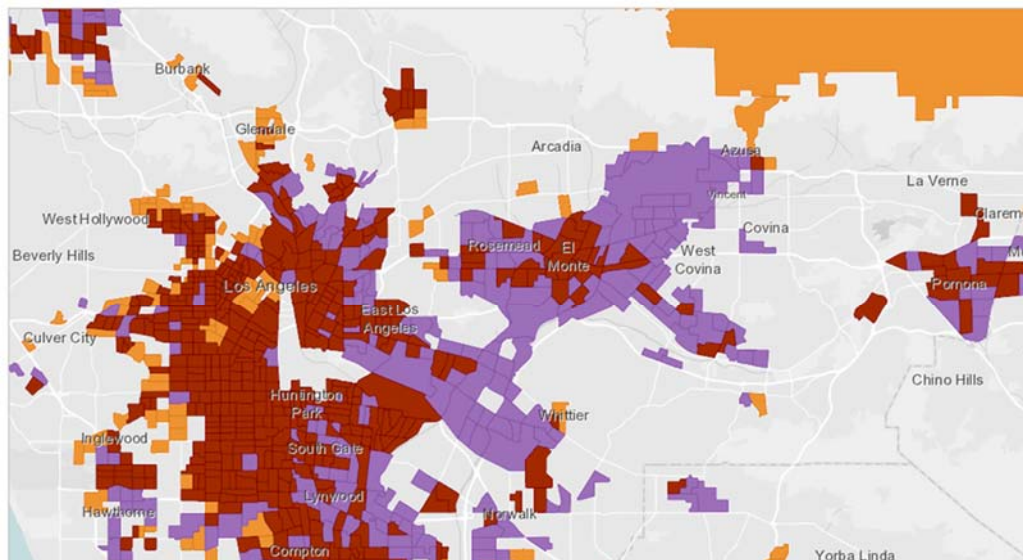 Burbank
Glendale
Arcadia
Azusa
La Verne
Vincent
West Hollywood
Claremo
Covina
Rosemead
El
Monte
West
Covina
Beverly Hills
Mo
Los Angeles
Pomona
East Los
Angeles
Culver City
Chino Hills
Huntington
Park
Whittier
Inglewood
South Gate
Lynwood
Hawthorne
Norwalk
Compton
Yorba Linda